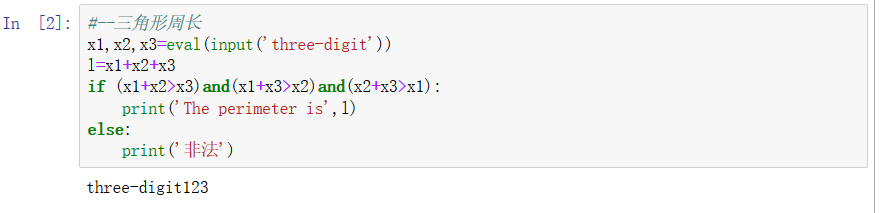 In [2]: #--三角形周长
x1,x2,x3=eval(input('three-digit'))
l=x1+x2+x3
if (x1+x2>x3)and(x1+x3>x2)and(x2+x3>x1):
    print('The perimeter is',l)
else:
    print('非法')
three-digit123